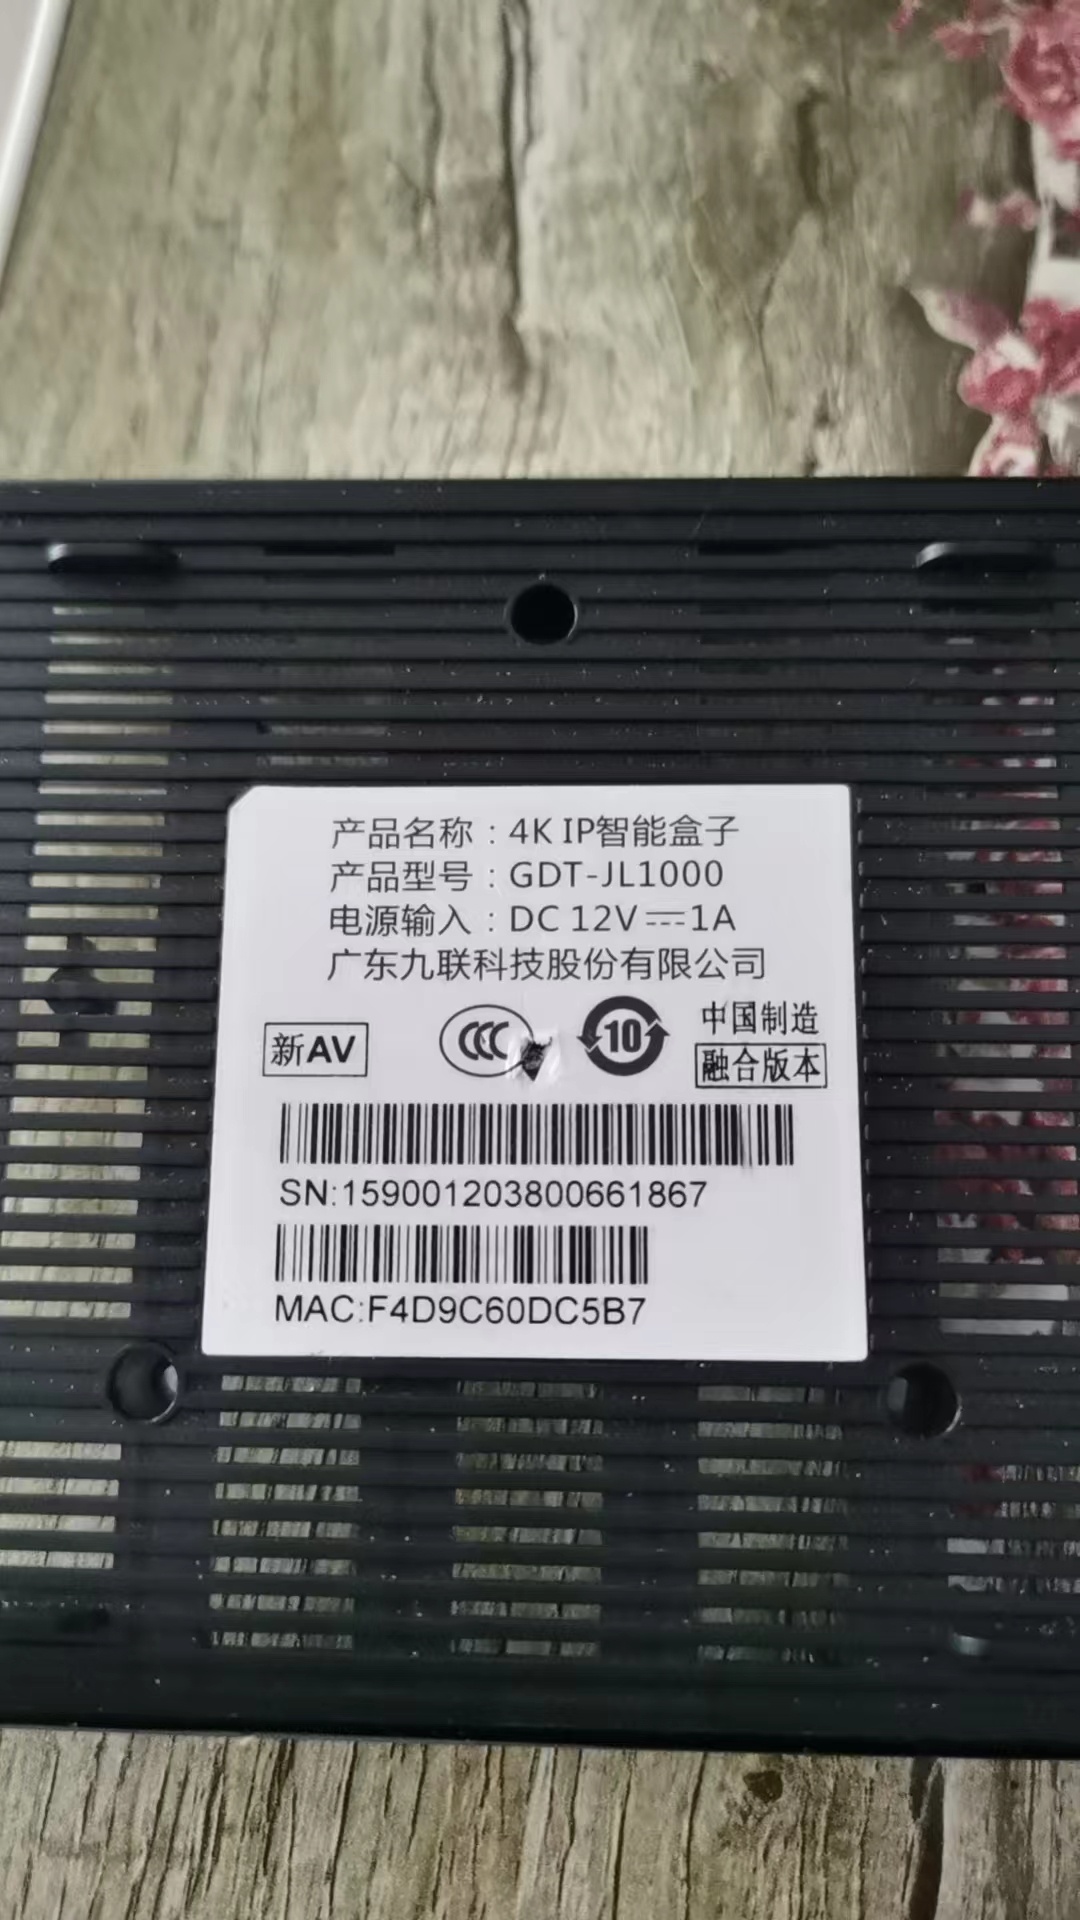 产品名称：4K IP智能盒子
产品型号：GDT-JL1000
电源输入：DC 12V⎓1A
广东九联科技股份有限公司
新AV
CCC
10
中国制造
融合版本
SN:159001203800661867
MAC:F4D9C60DC5B7